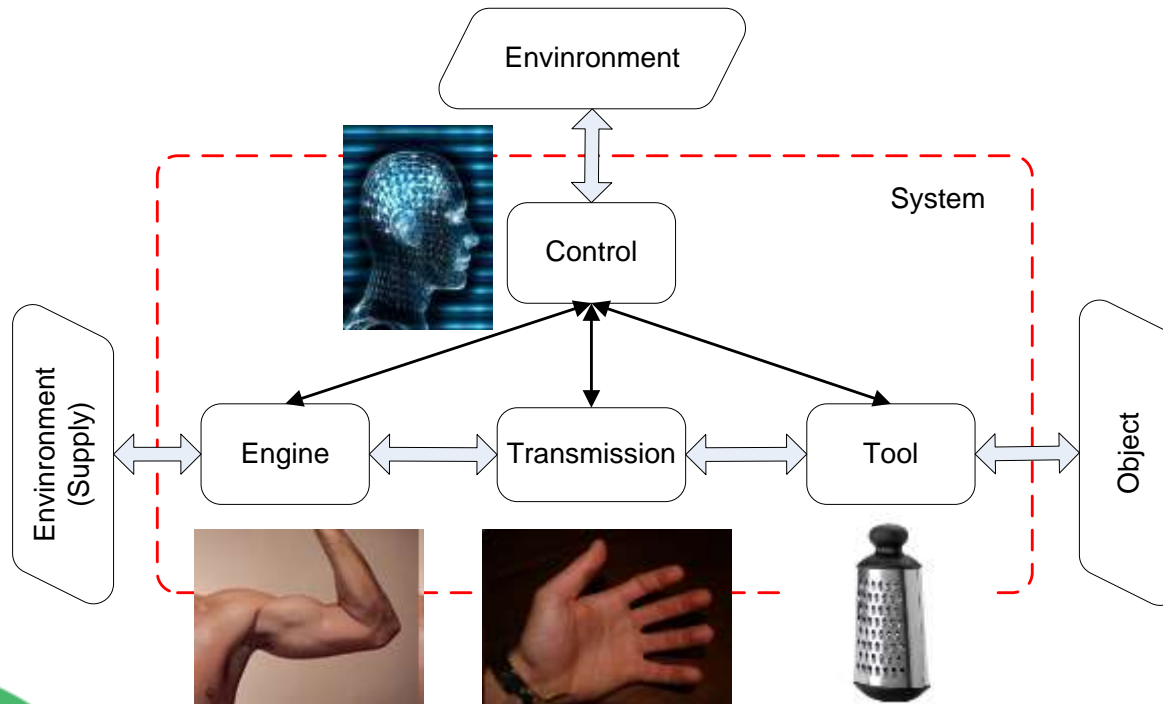 Envinronment
System
Control
Envinronment
(Supply)
Engine
Transmission
Tool
Object